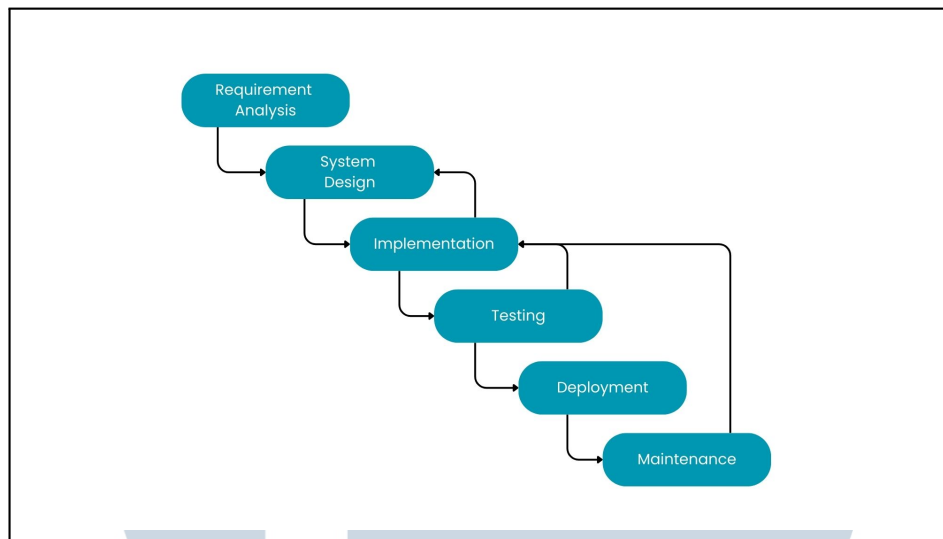 Requirement
Analysis
System
Design
Implementation
Testing
Deployment
Maintenance